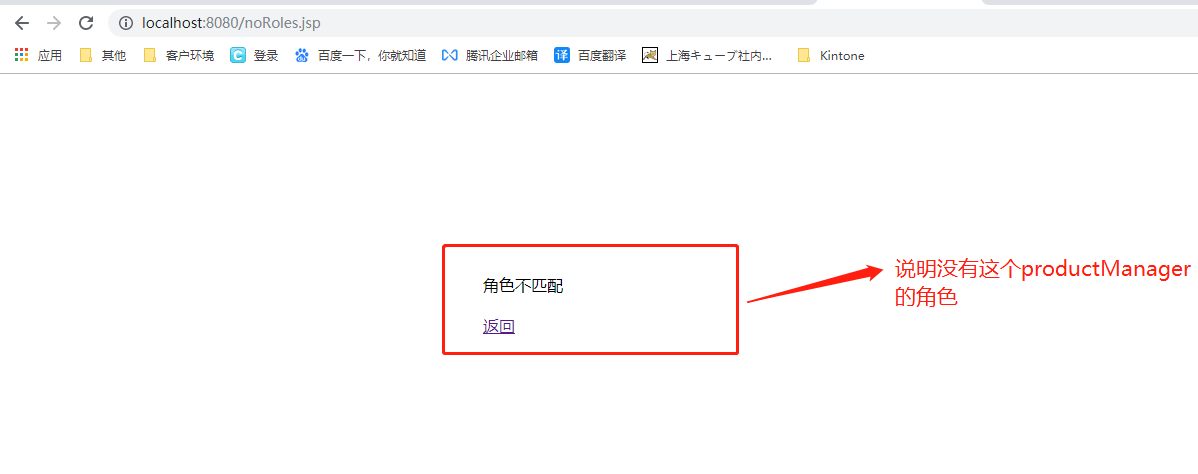 localhost:8080/noRoles.jsp
应用 其他 客户环境 C 登录 百度一下，你就知道 腾讯企业邮箱 译 百度翻译 上海キューブ社内... Kintone
说明没有这个productManager
的角色
角色不匹配
返回